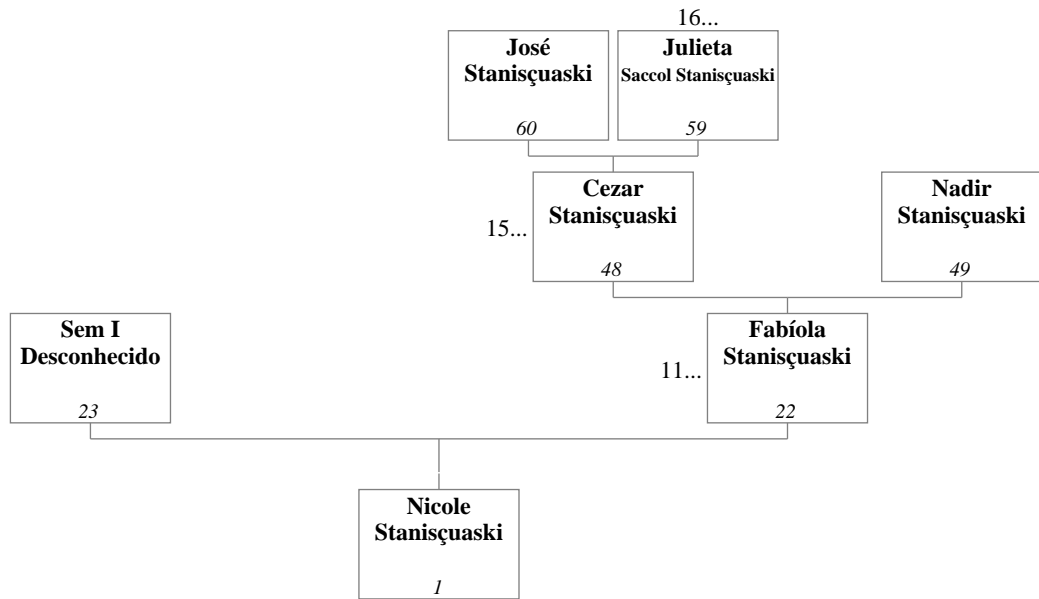 16...
José
Stanisçuaski
60
Julieta
Saccol Stanisçuaski
59
15...
Cezar
Stanisçuaski
48
Nadir
Stanisçuaski
49
Sem I
Desconhecido
23
11...
Fabíola
Stanisçuaski
22
Nicole
Stanisçuaski
1